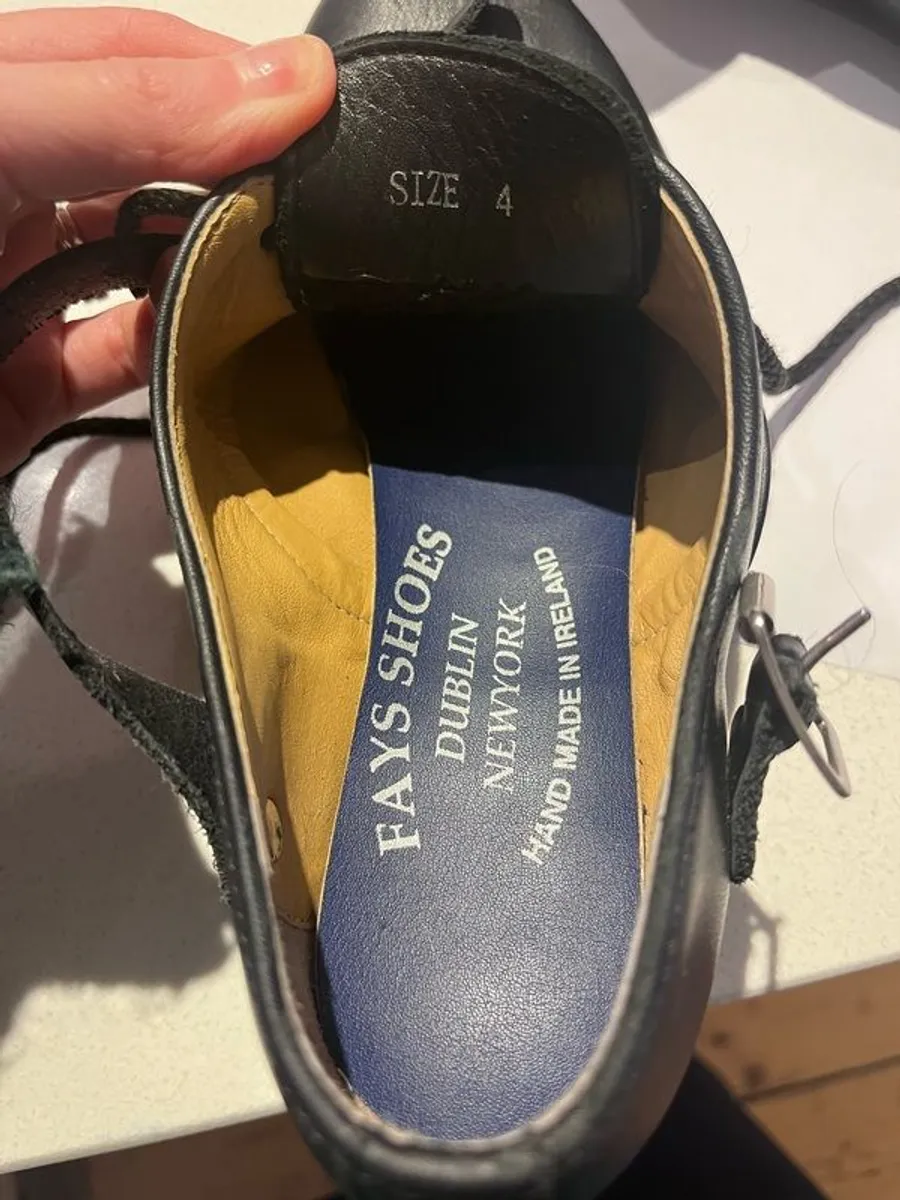 SIZE 4
FAYS SHOES
DUBLIN
NEWYORK
HAND MADE IN IRELAND